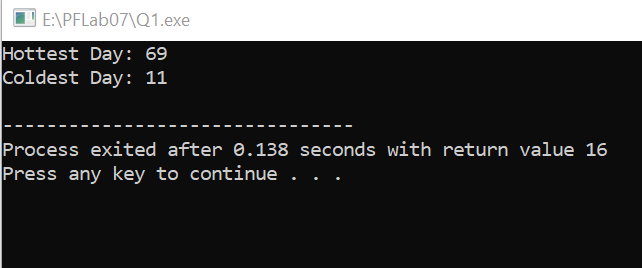 E:\PFLab07\Q1.exe
Hottest Day: 69
Coldest Day: 11
--------------------------------
Process exited after 0.138 seconds with return value 16
Press any key to continue . . .